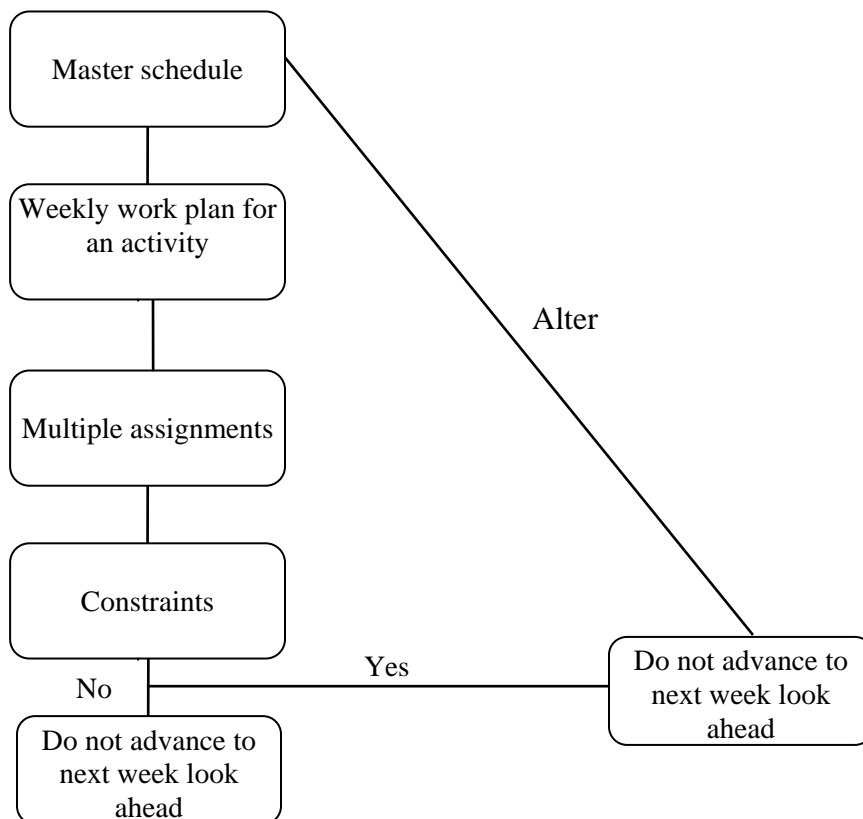 Master schedule
Weekly work plan for
an activity
Alter
Multiple assignments
Constraints
Yes
Do not advance to
next week look
ahead
No
Do not advance to
next week look
ahead